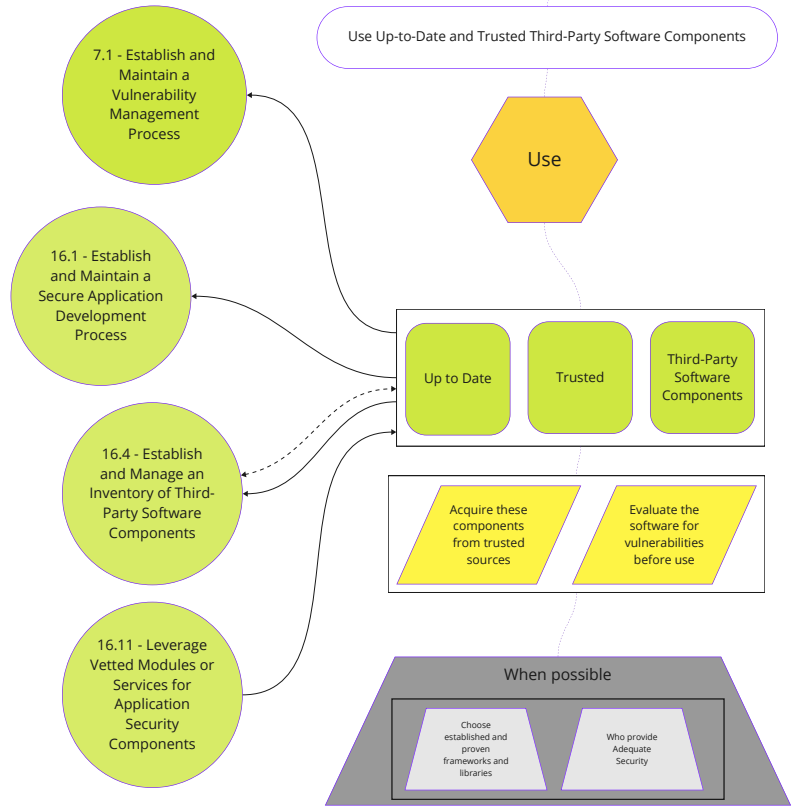 Use Up-to-Date and Trusted Third-Party Software Components
7.1 - Establish and
Maintain a
Vulnerability
Management
Process
Use
16.1 - Establish
and Maintain a
Secure Application
Development
Process
Up to Date
Trusted
Third-Party
Software
Components
16.4 - Establish
and Manage an
Inventory of Third-
Party Software
Components
Acquire these
components
from trusted
sources
Evaluate the
software for
vulnerabilities
before use
16.11 - Leverage
Vetted Modules or
Services for
Application
Security
Components
When possible
Choose
established and
proven
frameworks and
libraries
Who provide
Adequate
Security